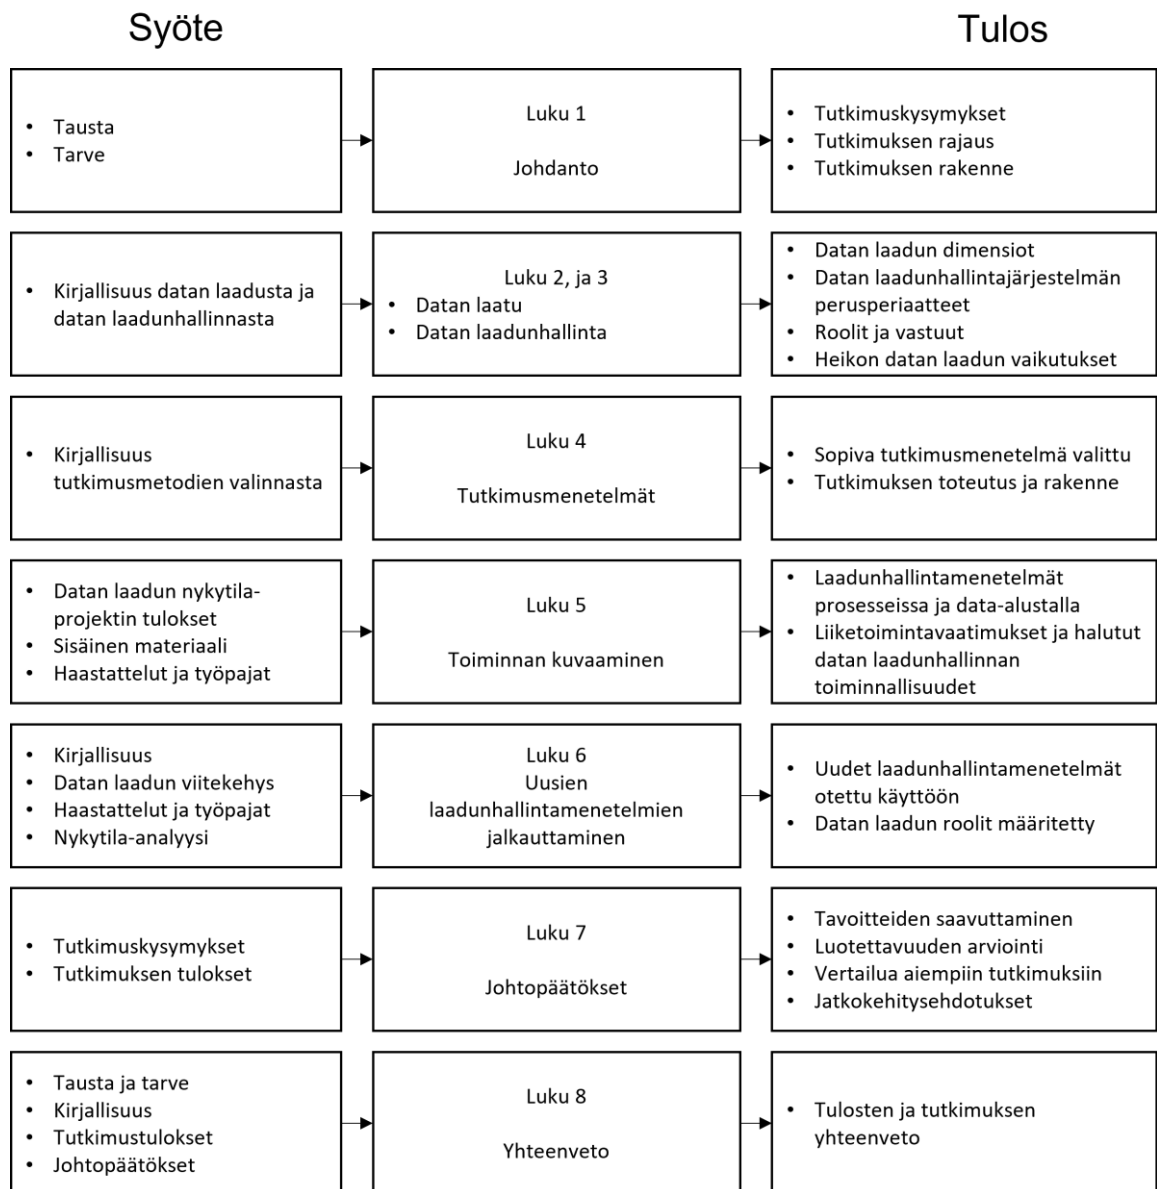 Syöte
Tulos
• Tausta
• Tarve
Luku 1
Johdanto
• Tutkimuskysymykset
• Tutkimuksen rajaus
• Tutkimuksen rakenne
• Kirjallisuus datan laadusta ja
datan laadunhallinnasta
Luku 2, ja 3
• Datan laatu
• Datan laadunhallinta
• Datan laadun dimensiot
• Datan laadunhallintajärjestelmän
perusperiaatteet
• Roolit ja vastuut
• Heikon datan laadun vaikutukset
• Kirjallisuus
tutkimusmetodien valinnasta
Luku 4
Tutkimusmenetelmät
• Sopiva tutkimusmenetelmä valittu
• Tutkimuksen toteutus ja rakenne
• Datan laadun nykytila-
projektin tulokset
• Sisäinen materiaali
• Haastattelut ja työpajat
Luku 5
Toiminnan kuvaaminen
• Laadunhallintamenetelmät
prosesseissa ja data-alustalla
• Liiketoimintavaatimukset ja halutut
datan laadunhallinnan
toiminnallisuudet
• Kirjallisuus
• Datan laadun viitekehys
• Haastattelut ja työpajat
• Nykytila-analyysi
Luku 6
Uusien
laadunhallintamenetelmien
jalkauttaminen
• Uudet laadunhallintamenetelmät
otettu käyttöön
• Datan laadun roolit määritetty
• Tutkimuskysymykset
• Tutkimuksen tulokset
Luku 7
Johtopäätökset
• Tavoitteiden saavuttaminen
• Luotettavuuden arviointi
• Vertailua aiempiin tutkimuksiin
• Jatkokehitysehdotukset
• Tausta ja tarve
• Kirjallisuus
• Tutkimustulokset
• Johtopäätökset
Luku 8
Yhteenveto
• Tulosten ja tutkimuksen
yhteenveto